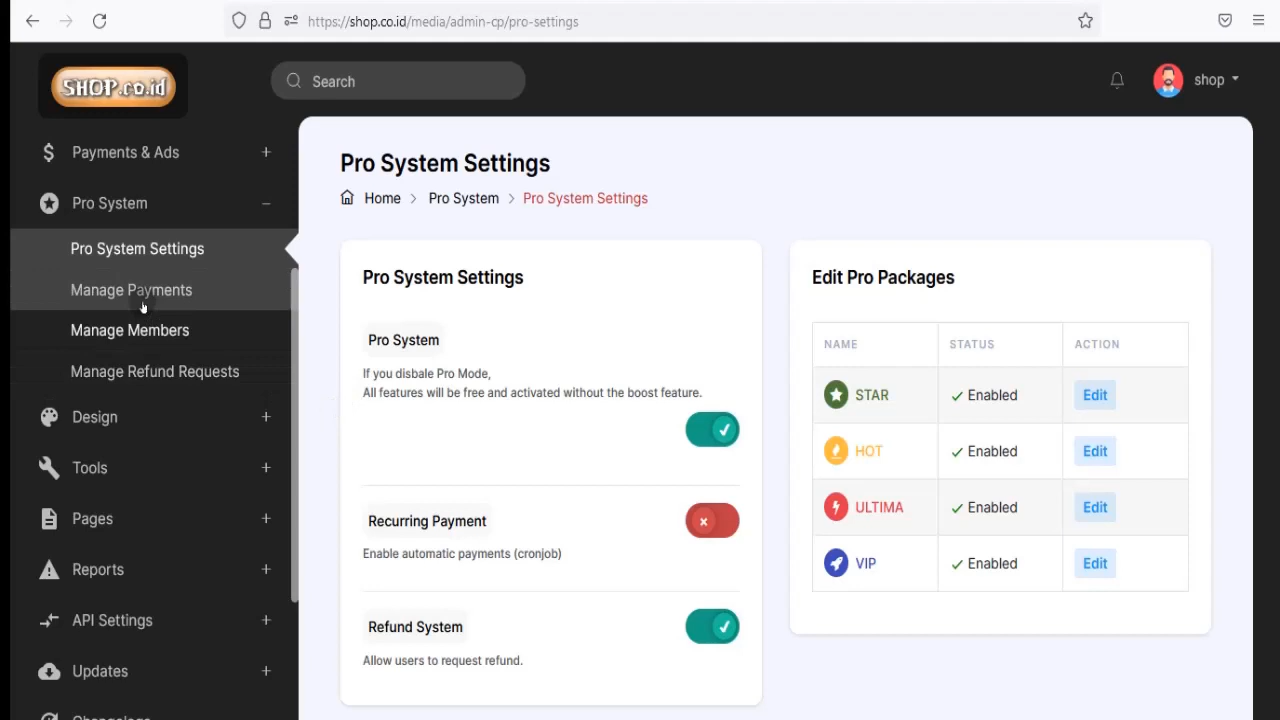 https://shop.co.id/media/admin-cp/pro-settings
SHOP.co.id
Search
shop
Payments & Ads
Pro System
Pro System Settings
Manage Payments
Manage Members
Manage Refund Requests
Design
Tools
Pages
Reports
API Settings
Updates
Changelogs
Pro System Settings
Home > Pro System > Pro System Settings
Pro System Settings
Pro System
If you disbale Pro Mode,
All features will be free and activated without the boost feature.
Recurring Payment
Enable automatic payments (cronjob)
Refund System
Allow users to request refund.
Edit Pro Packages
NAME STATUS ACTION
STAR Enabled Edit
HOT Enabled Edit
ULTIMA Enabled Edit
VIP Enabled Edit